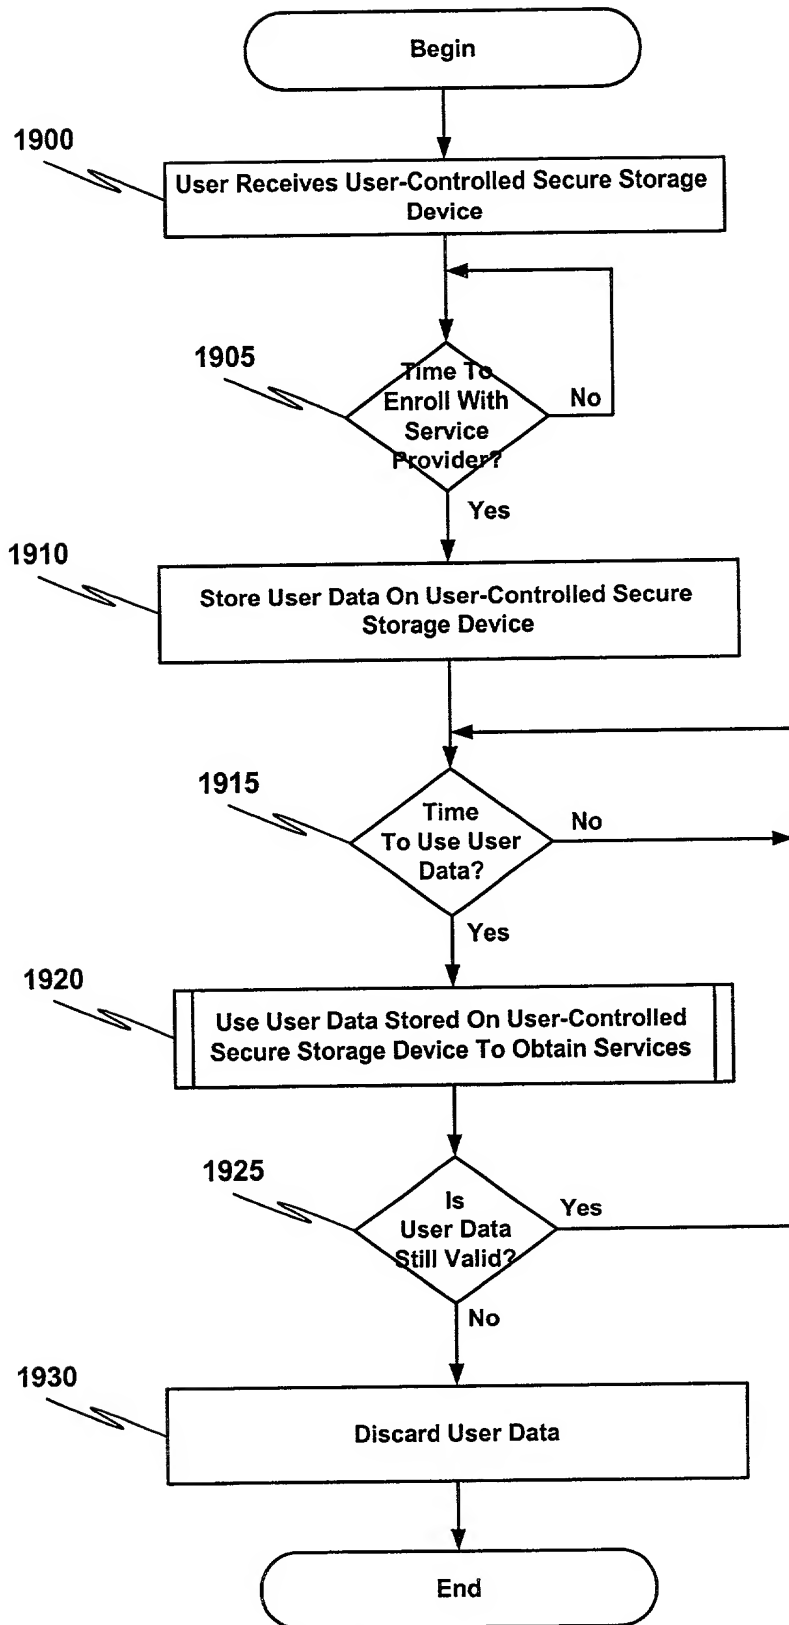 Begin
1900
User Receives User-Controlled Secure Storage
Device
1905
Time To
Enroll With
Service
Provider?
No
Yes
1910
Store User Data On User-Controlled Secure
Storage Device
1915
Time
To Use User
Data?
No
Yes
1920
Use User Data Stored On User-Controlled
Secure Storage Device To Obtain Services
1925
Is
User Data
Still Valid?
Yes
No
1930
Discard User Data
End